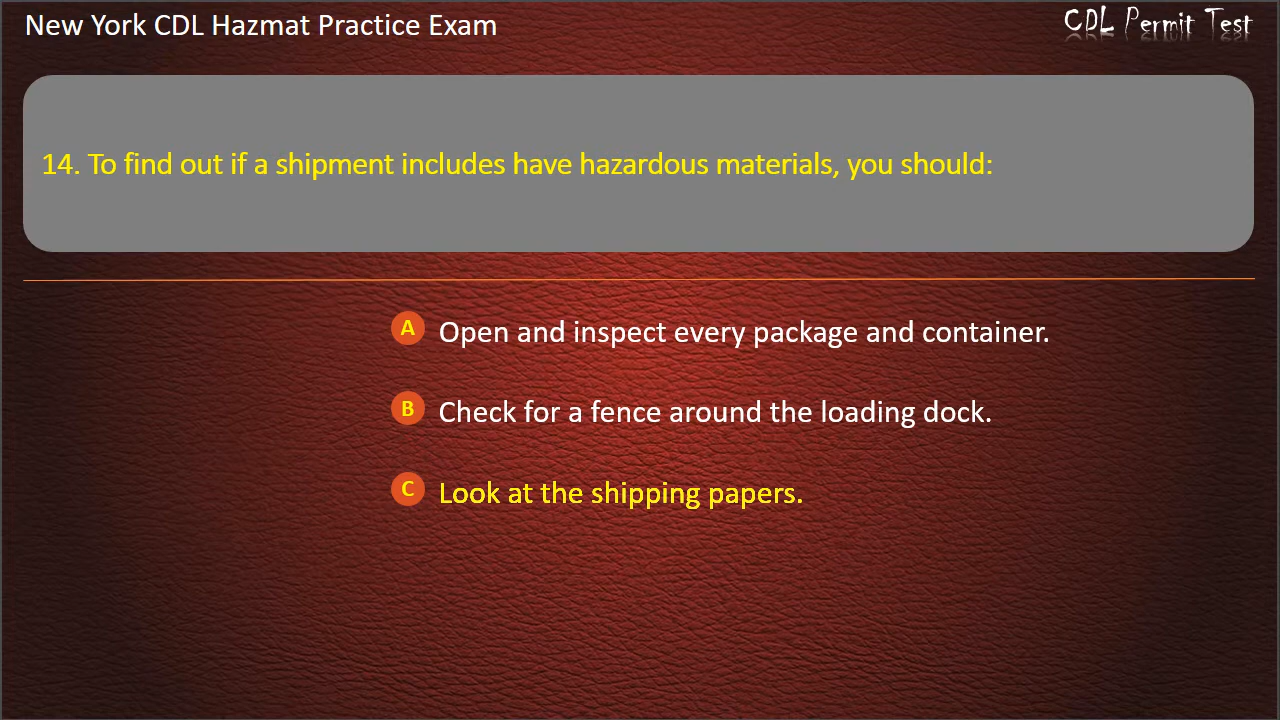 New York CDL Hazmat Practice Exam
CDL Permit Test
14. To find out if a shipment includes have hazardous materials, you should:
A Open and inspect every package and container.
B Check for a fence around the loading dock.
C Look at the shipping papers.